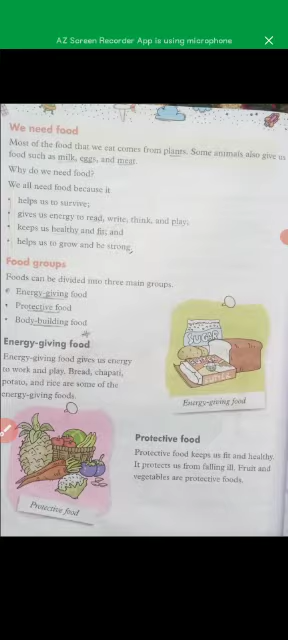 AZ Screen Recorder App is using microphone
We need food
Most of the food that we eat comes from plants. Some animals also give us
food such as milk, eggs, and meat.
Why do we need food?
We all need food because it
• helps us to survive;
• gives us energy to read, write, think, and play;
• keeps us healthy and fit; and
• helps us to grow and be strong.
Food groups
Foods can be divided into three main groups.
• Energy-giving food
• Protective food
• Body-building food
Energy-giving food
Energy-giving food gives us energy
to work and play. Bread, chapati,
potato, and rice are some of the
energy-giving foods.
SUGAR
Energy-giving food
Protective food
Protective food keeps us fit and healthy.
It protects us from falling ill. Fruit and
vegetables are protective foods.
Protective food